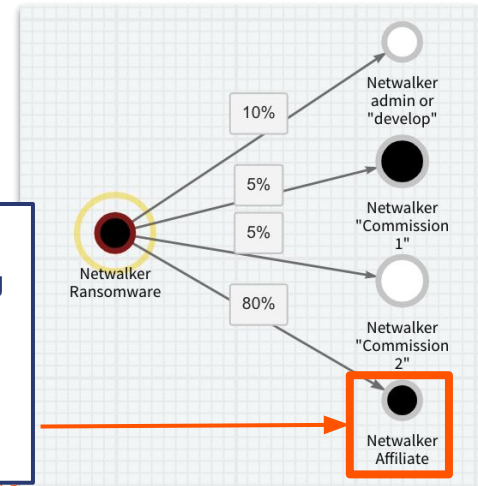 Netwalker
admin or
"develop"
10%
5%
Netwalker
"Commission
1"
5%
Netwalker
Ransomware
80%
Netwalker
"Commission
2"
Netwalker
Affiliate